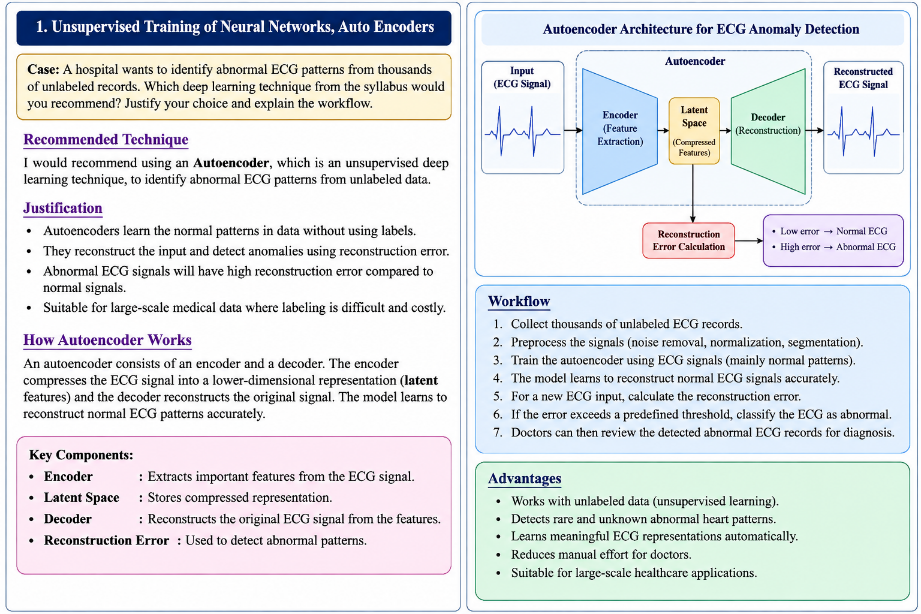 1. Unsupervised Training of Neural Networks, Auto Encoders
Case: A hospital wants to identify abnormal ECG patterns from thousands
of unlabeled records. Which deep learning technique from the syllabus would
you recommend? Justify your choice and explain the workflow.
Recommended Technique
I would recommend using an Autoencoder, which is an unsupervised deep
learning technique, to identify abnormal ECG patterns from unlabeled data.
Justification
• Autoencoders learn the normal patterns in data without using labels.
• They reconstruct the input and detect anomalies using reconstruction error.
• Abnormal ECG signals will have high reconstruction error compared to
normal signals.
• Suitable for large-scale medical data where labeling is difficult and costly.
How Autoencoder Works
An autoencoder consists of an encoder and a decoder. The encoder
compresses the ECG signal into a lower-dimensional representation (latent
features) and the decoder reconstructs the original signal. The model learns to
reconstruct normal ECG patterns accurately.
Key Components:
• Encoder : Extracts important features from the ECG signal.
• Latent Space : Stores compressed representation.
• Decoder : Reconstructs the original ECG signal from the features.
• Reconstruction Error : Used to detect abnormal patterns.
Autoencoder Architecture for ECG Anomaly Detection
Autoencoder
Input
(ECG Signal)
Encoder
(Feature
Extraction)
Latent
Space
(Compressed
Features)
Decoder
(Reconstruction)
Reconstructed
ECG Signal
Reconstruction
Error Calculation
• Low error → Normal ECG
• High error → Abnormal ECG
Workflow
1. Collect thousands of unlabeled ECG records.
2. Preprocess the signals (noise removal, normalization, segmentation).
3. Train the autoencoder using ECG signals (mainly normal patterns).
4. The model learns to reconstruct normal ECG signals accurately.
5. For a new ECG input, calculate the reconstruction error.
6. If the error exceeds a predefined threshold, classify the ECG as abnormal.
7. Doctors can then review the detected abnormal ECG records for diagnosis.
Advantages
• Works with unlabeled data (unsupervised learning).
• Detects rare and unknown abnormal heart patterns.
• Learns meaningful ECG representations automatically.
• Reduces manual effort for doctors.
• Suitable for large-scale healthcare applications.